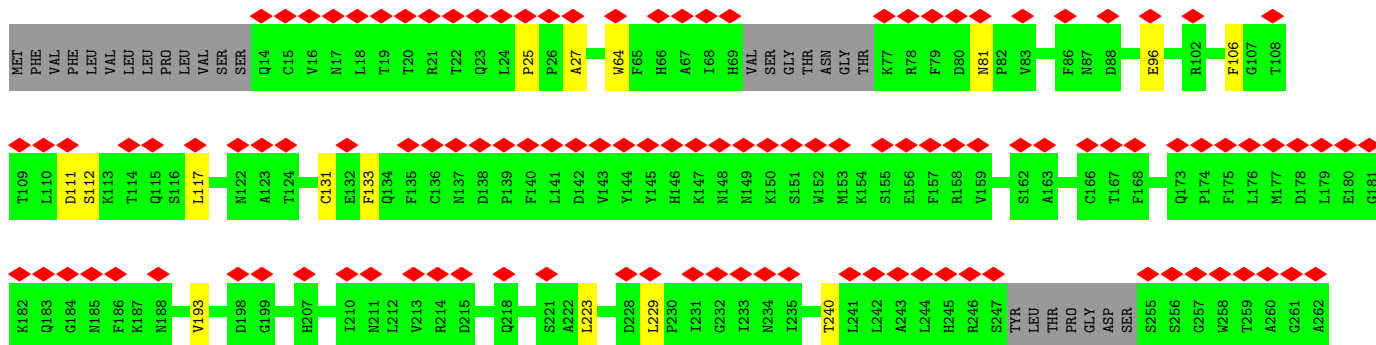 MET PHE VAL PHE LEU VAL LEU LEU PRO LEU VAL SER SER Q14 C15 V16 N17 L18 T19 T20 R21 T22 Q23 L24 P25 P26 A27 W64 F65 H66 A67 I68 H69 VAL SER GLY THR ASN GLY THR K77 R78 F79 D80 N81 P82 V83 F86 N87 D88 E96 R102 F106 G107 T108
T109 L110 D111 S112 K113 T114 Q115 S116 L117 N122 A123 T124 C131 E132 F133 Q134 F135 C136 N137 D138 P139 F140 L141 D142 V143 Y144 Y145 H146 K147 N148 N149 K150 S151 W152 M153 K154 S155 E156 F157 R158 V159 S162 A163 C166 T167 F168 Q173 P174 F175 L176 M177 D178 L179 E180 G181
K182 Q183 G184 N185 F186 K187 N188 V193 D198 G199 H207 I210 N211 L212 V213 R214 D215 Q218 S221 A222 L223 D228 L229 P230 I231 G232 I233 N234 I235 T240 L241 L242 A243 L244 H245 R246 S247 TYR LEU THR PRO GLY ASP SER S255 S256 G257 W258 T259 A260 G261 A262